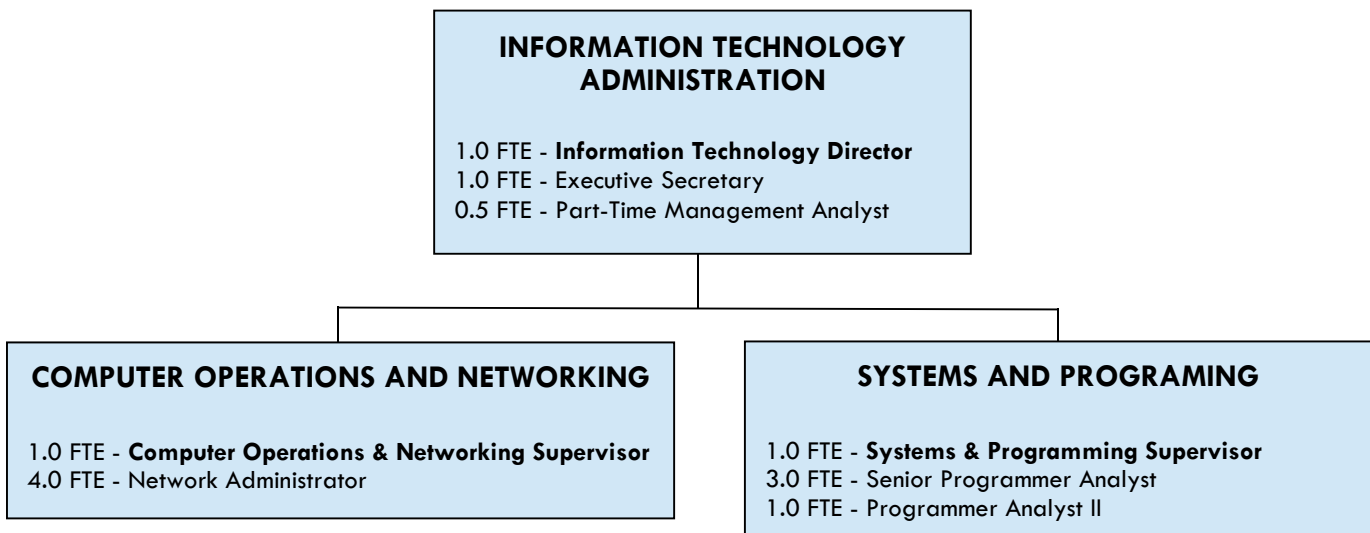 INFORMATION TECHNOLOGY
ADMINISTRATION
1.0 FTE - Information Technology Director
1.0 FTE - Executive Secretary
0.5 FTE - Part-Time Management Analyst
COMPUTER OPERATIONS AND NETWORKING
1.0 FTE - Computer Operations & Networking Supervisor
4.0 FTE - Network Administrator
SYSTEMS AND PROGRAMING
1.0 FTE - Systems & Programming Supervisor
3.0 FTE - Senior Programmer Analyst
1.0 FTE - Programmer Analyst II